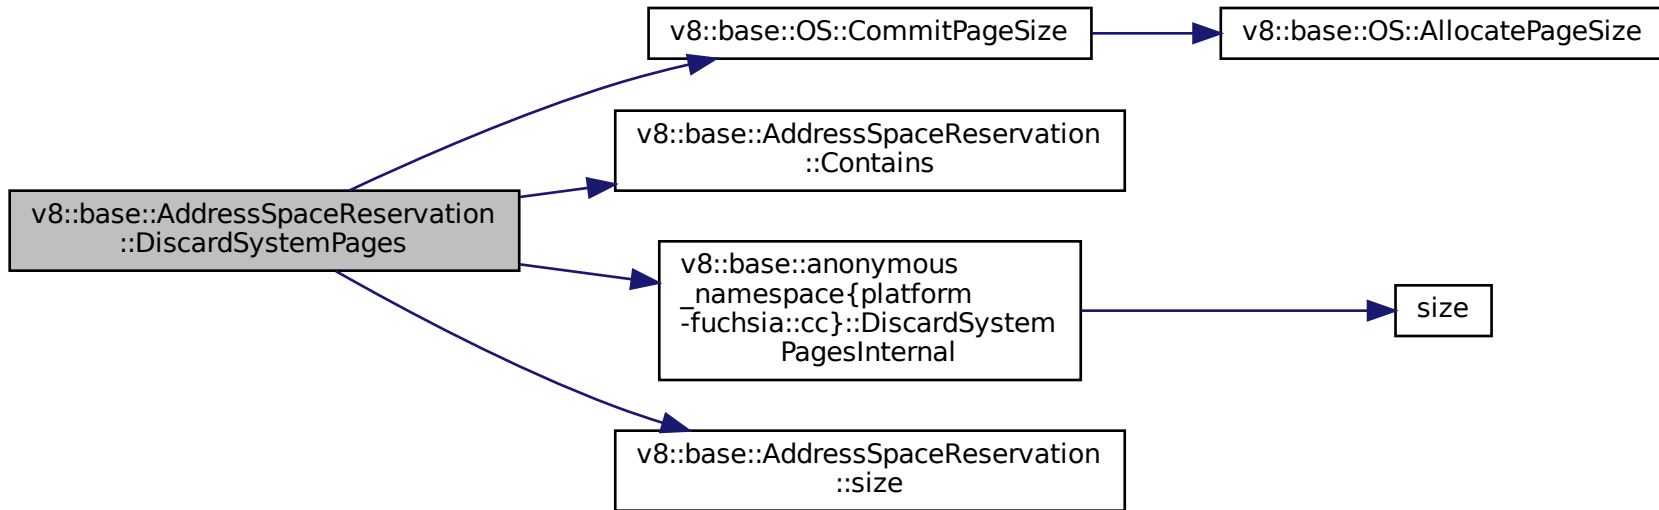 v8::base::OS::CommitPageSize
v8::base::OS::AllocatePageSize
v8::base::AddressSpaceReservation
::Contains
v8::base::AddressSpaceReservation
::DiscardSystemPages
v8::base::anonymous
_namespace{platform
-fuchsia::cc}::DiscardSystem
PagesInternal
size
v8::base::AddressSpaceReservation
::size